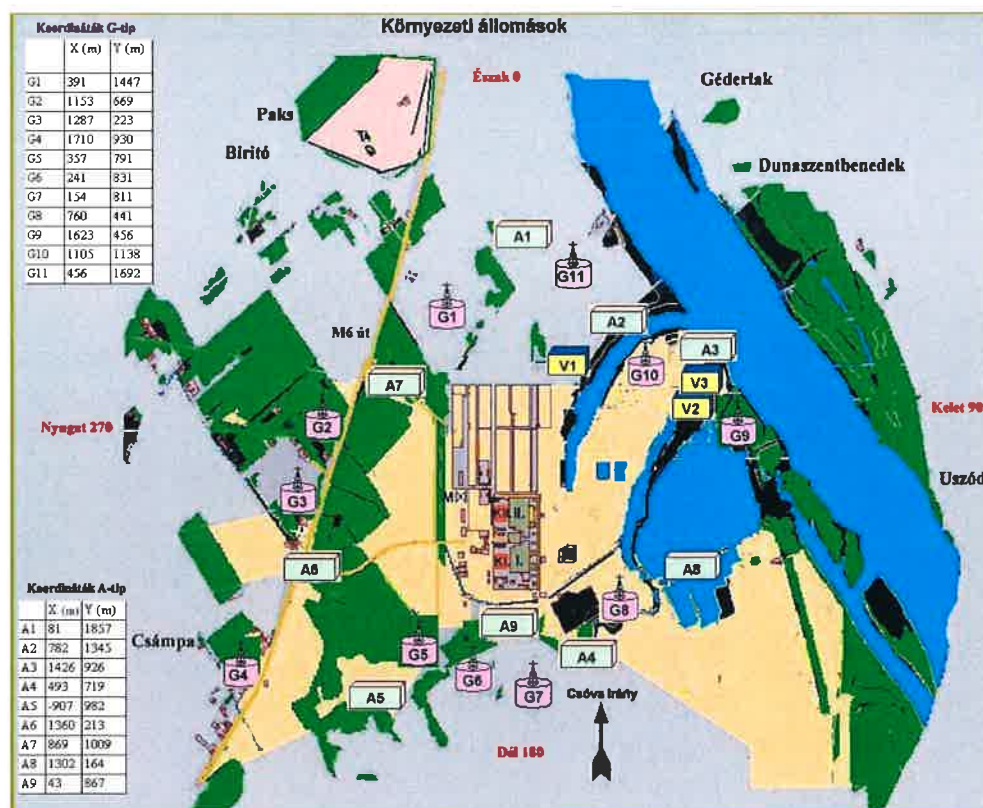 Környezeti állomások
Koordináták G-tip
X (m) Y (m)
G1 391 1447
G2 1153 669
G3 1287 223
G4 1710 930
G5 357 791
G6 241 831
G7 154 811
G8 760 441
G9 1623 456
G10 1105 1138
G11 456 1692
Észak 0
Géderlak
Paks
Biritó
Dunaszentbenedek
A1
G11
G1
A2
M6 út
A3
V1
G10
A7
V3
V2
Kelet 90
G2
Nyugat 270
G9
Uszód
G3
KI.
II.
KI.
I.
A6
A8
Koordináták A-tip
X (m) Y (m)
A1 81 1857
A2 782 1345
A3 1426 926
A4 493 719
A5 -907 982
A6 1360 213
A7 869 1009
A8 1302 164
A9 43 867
G8
A9
Csámpa
G5
A4
G4
G6
G7
A5
Csóva irány
Dél 180